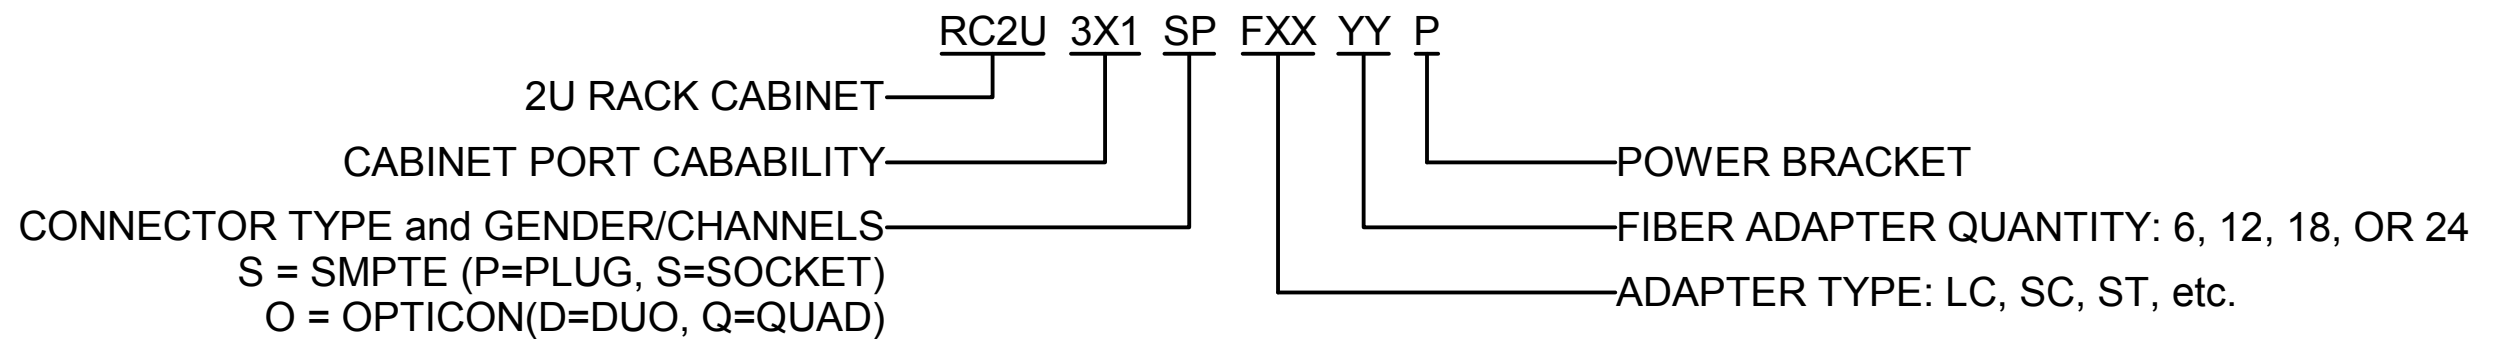 RC2U 3X1 SP FXX YY P
2U RACK CABINET
CABINET PORT CABABILITY
CONNECTOR TYPE and GENDER/CHANNELS
S = SMPTE (P=PLUG, S=SOCKET)
O = OPTICON(D=DUO, Q=QUAD)
POWER BRACKET
FIBER ADAPTER QUANTITY: 6, 12, 18, OR 24
ADAPTER TYPE: LC, SC, ST, etc.